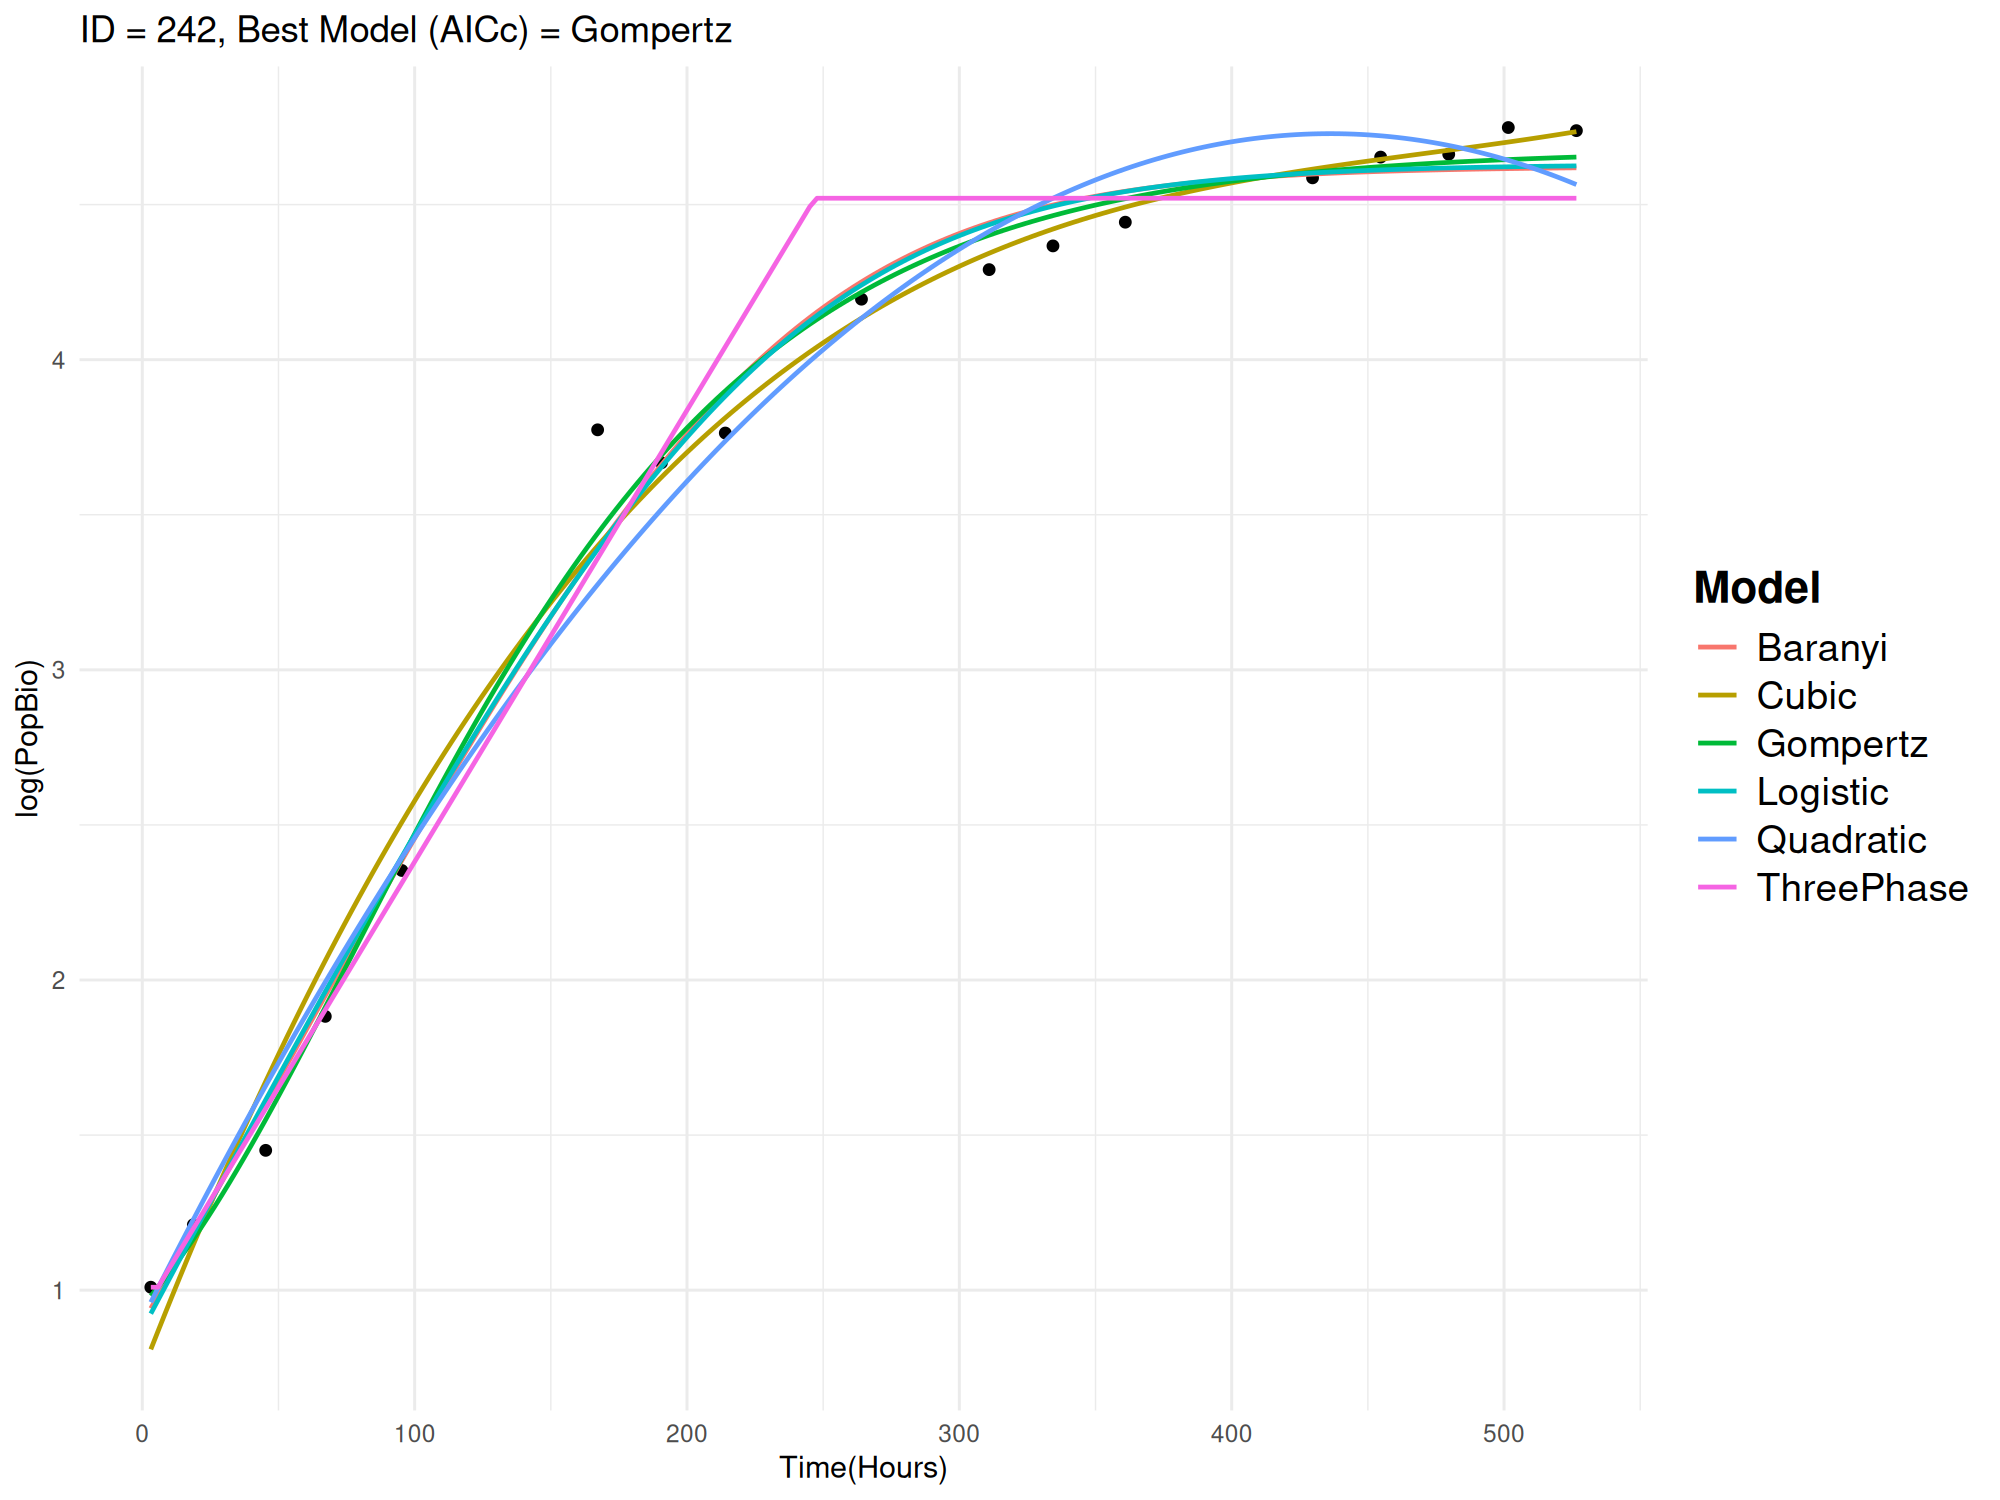 ID = 242, Best Model (AICc) = Gompertz
log(PopBio)
4
3
2
1
0 100 200 300 400 500
Time(Hours)
Model
Baranyi
Cubic
Gompertz
Logistic
Quadratic
ThreePhase